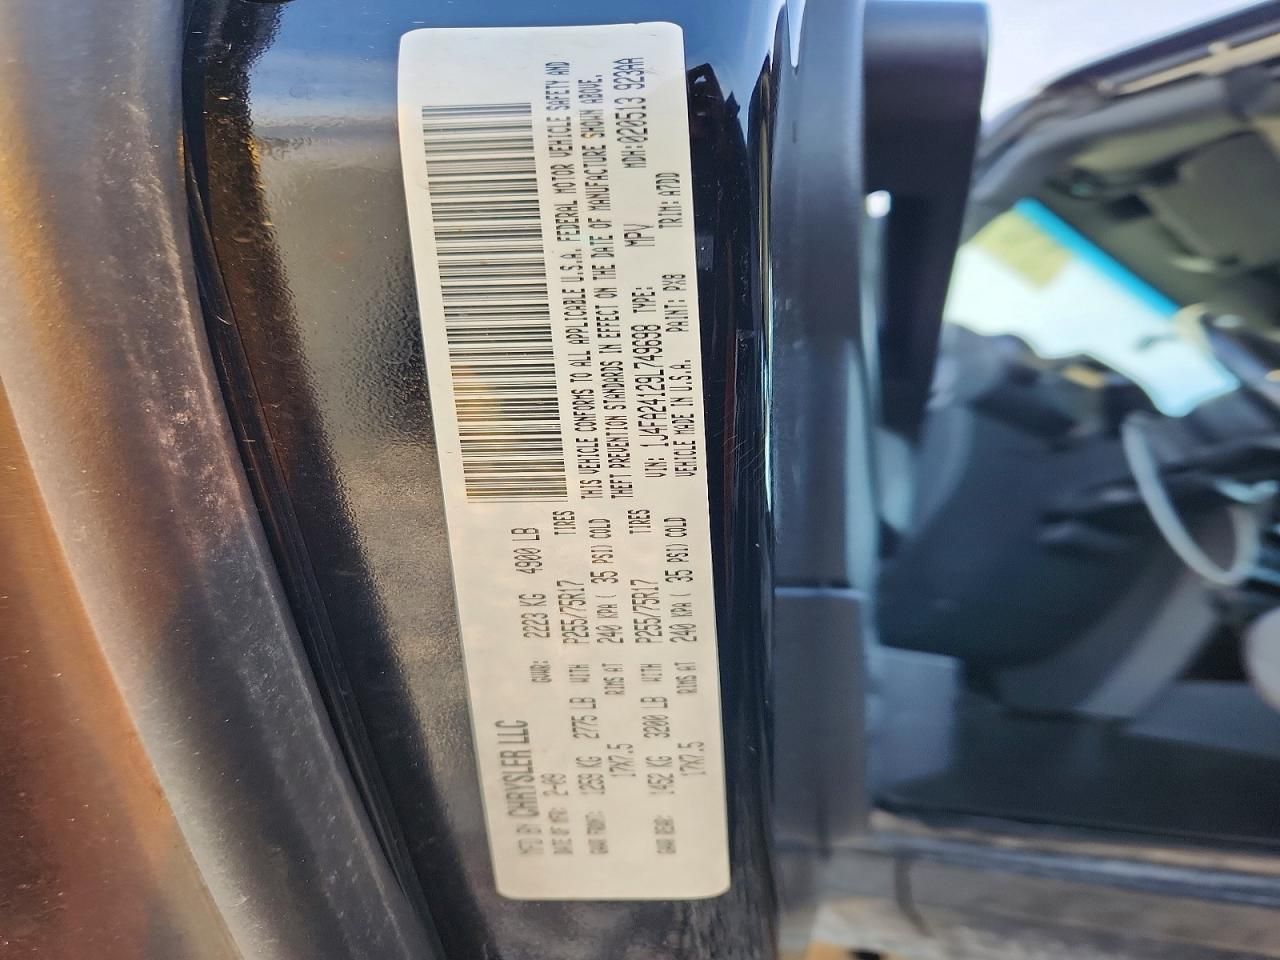 MFD BY CHRYSLER LLC
DATE OF MFR: 2-09 GVWR: 2223 KG 4900 LB
GAWR FRONT: 1259 KG 2775 LB WITH P255/75R17 TIRES
17X7.5 RIMS AT 240 KPA ( 35 PSI) COLD
GAWR REAR: 1452 KG 3200 LB WITH P255/75R17 TIRES
17X7.5 RIMS AT 240 KPA ( 35 PSI) COLD
THIS VEHICLE CONFORMS TO ALL APPLICABLE U.S.A. FEDERAL MOTOR VEHICLE SAFETY AND
THEFT PREVENTION STANDARDS IN EFFECT ON THE DATE OF MANUFACTURE SHOWN ABOVE.
VIN: 1J4FA24129L749698 TYPE: MPV MDH:020513 923AA
VEHICLE MADE IN U.S.A. PAINT: PX8 TRIM: A7DD